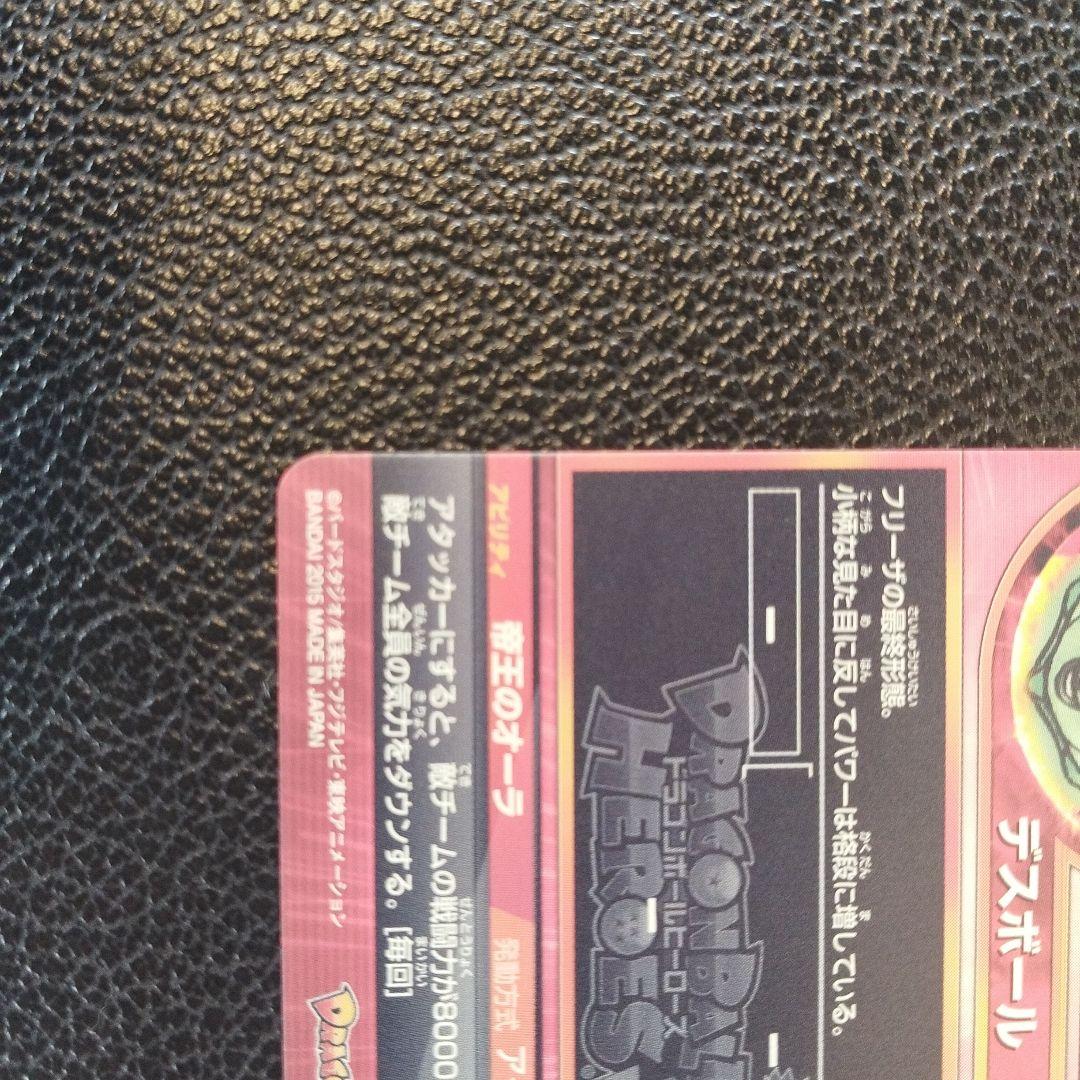 デスボール
フリーザの最終形態。
小柄な見た目に反してパワーは格段に増している。
DRAGON BAL
ドラゴンボールヒーローズ
HEROES
アビリティ 帝王のオーラ 発動方式 ア
アタッカーにすると、敵チームの戦闘力が8000
敵チーム全員の気力をダウンする。[毎回]
©バードスタジオ/集英社・フジテレビ・東映アニメーション
BANDAI 2015 MADE IN JAPAN